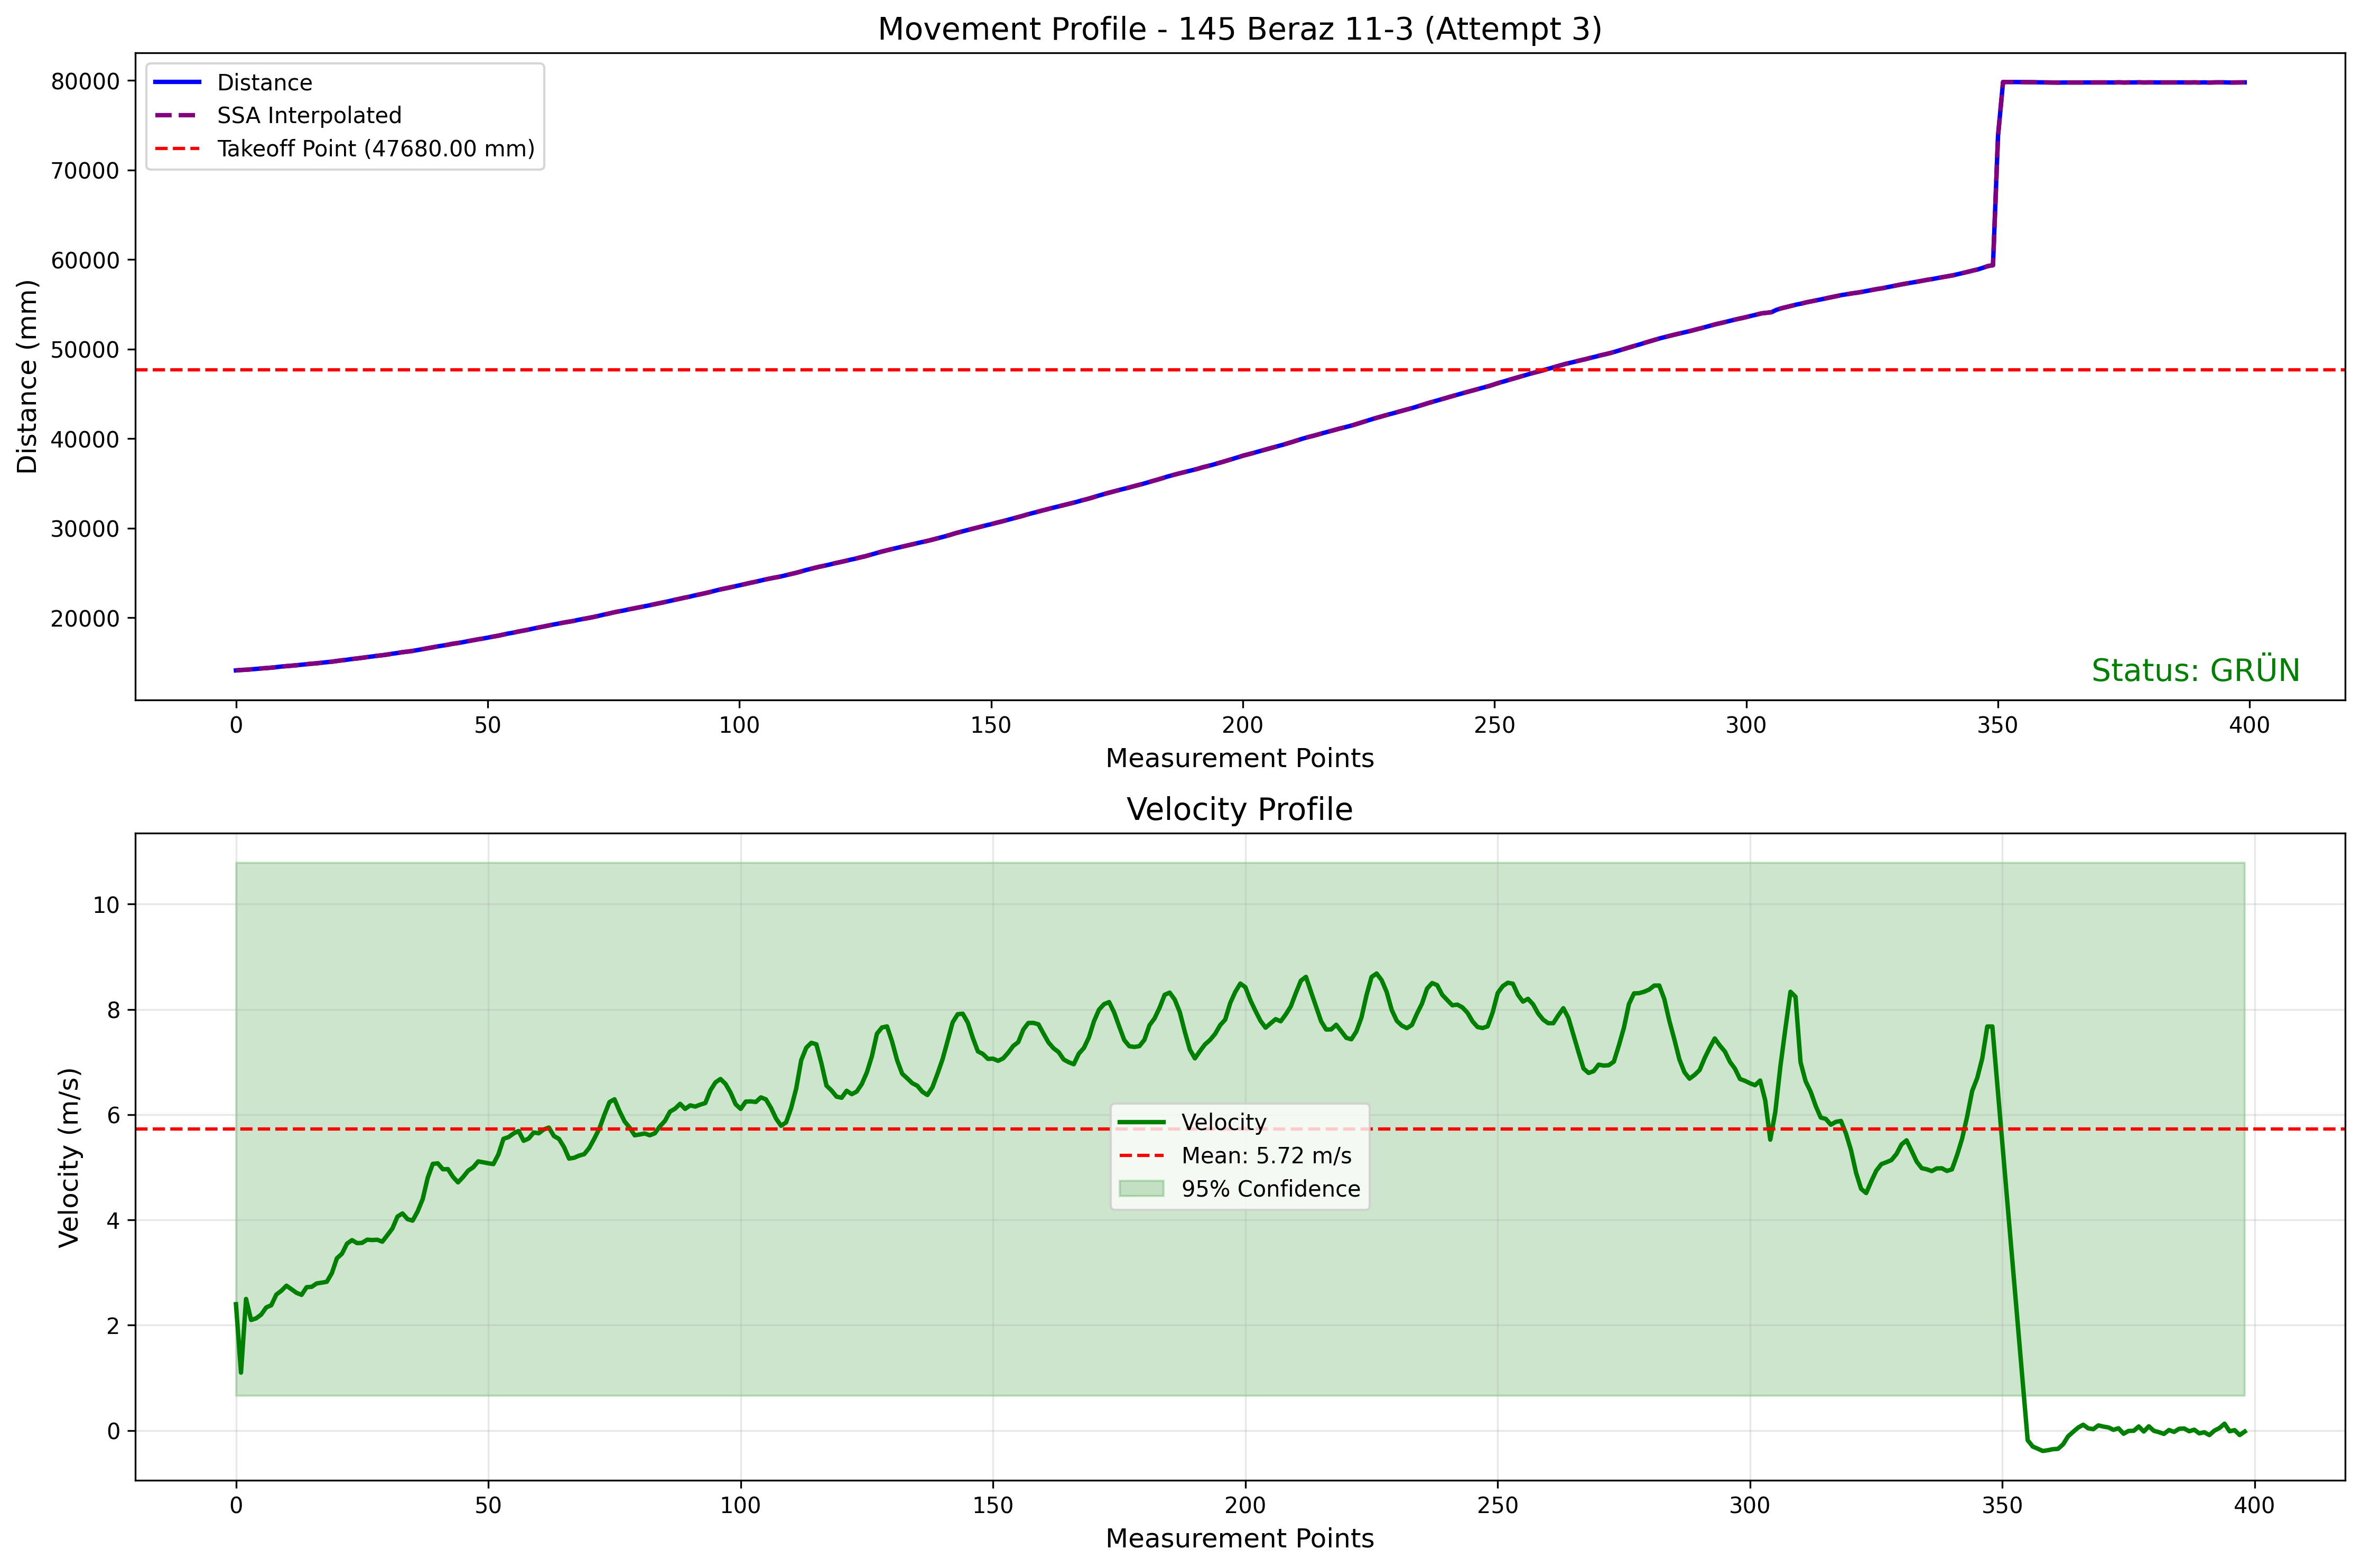 Movement Profile - 145 Beraz 11-3 (Attempt 3)
Distance
SSA Interpolated
Takeoff Point (47680.00 mm)
Distance (mm)
80000
70000
60000
50000
40000
30000
20000
Status: GRÜN
0 50 100 150 200 250 300 350 400
Measurement Points
Velocity Profile
Velocity (m/s)
10
8
6
4
2
0
Velocity
Mean: 5.72 m/s
95% Confidence
0 50 100 150 200 250 300 350 400
Measurement Points